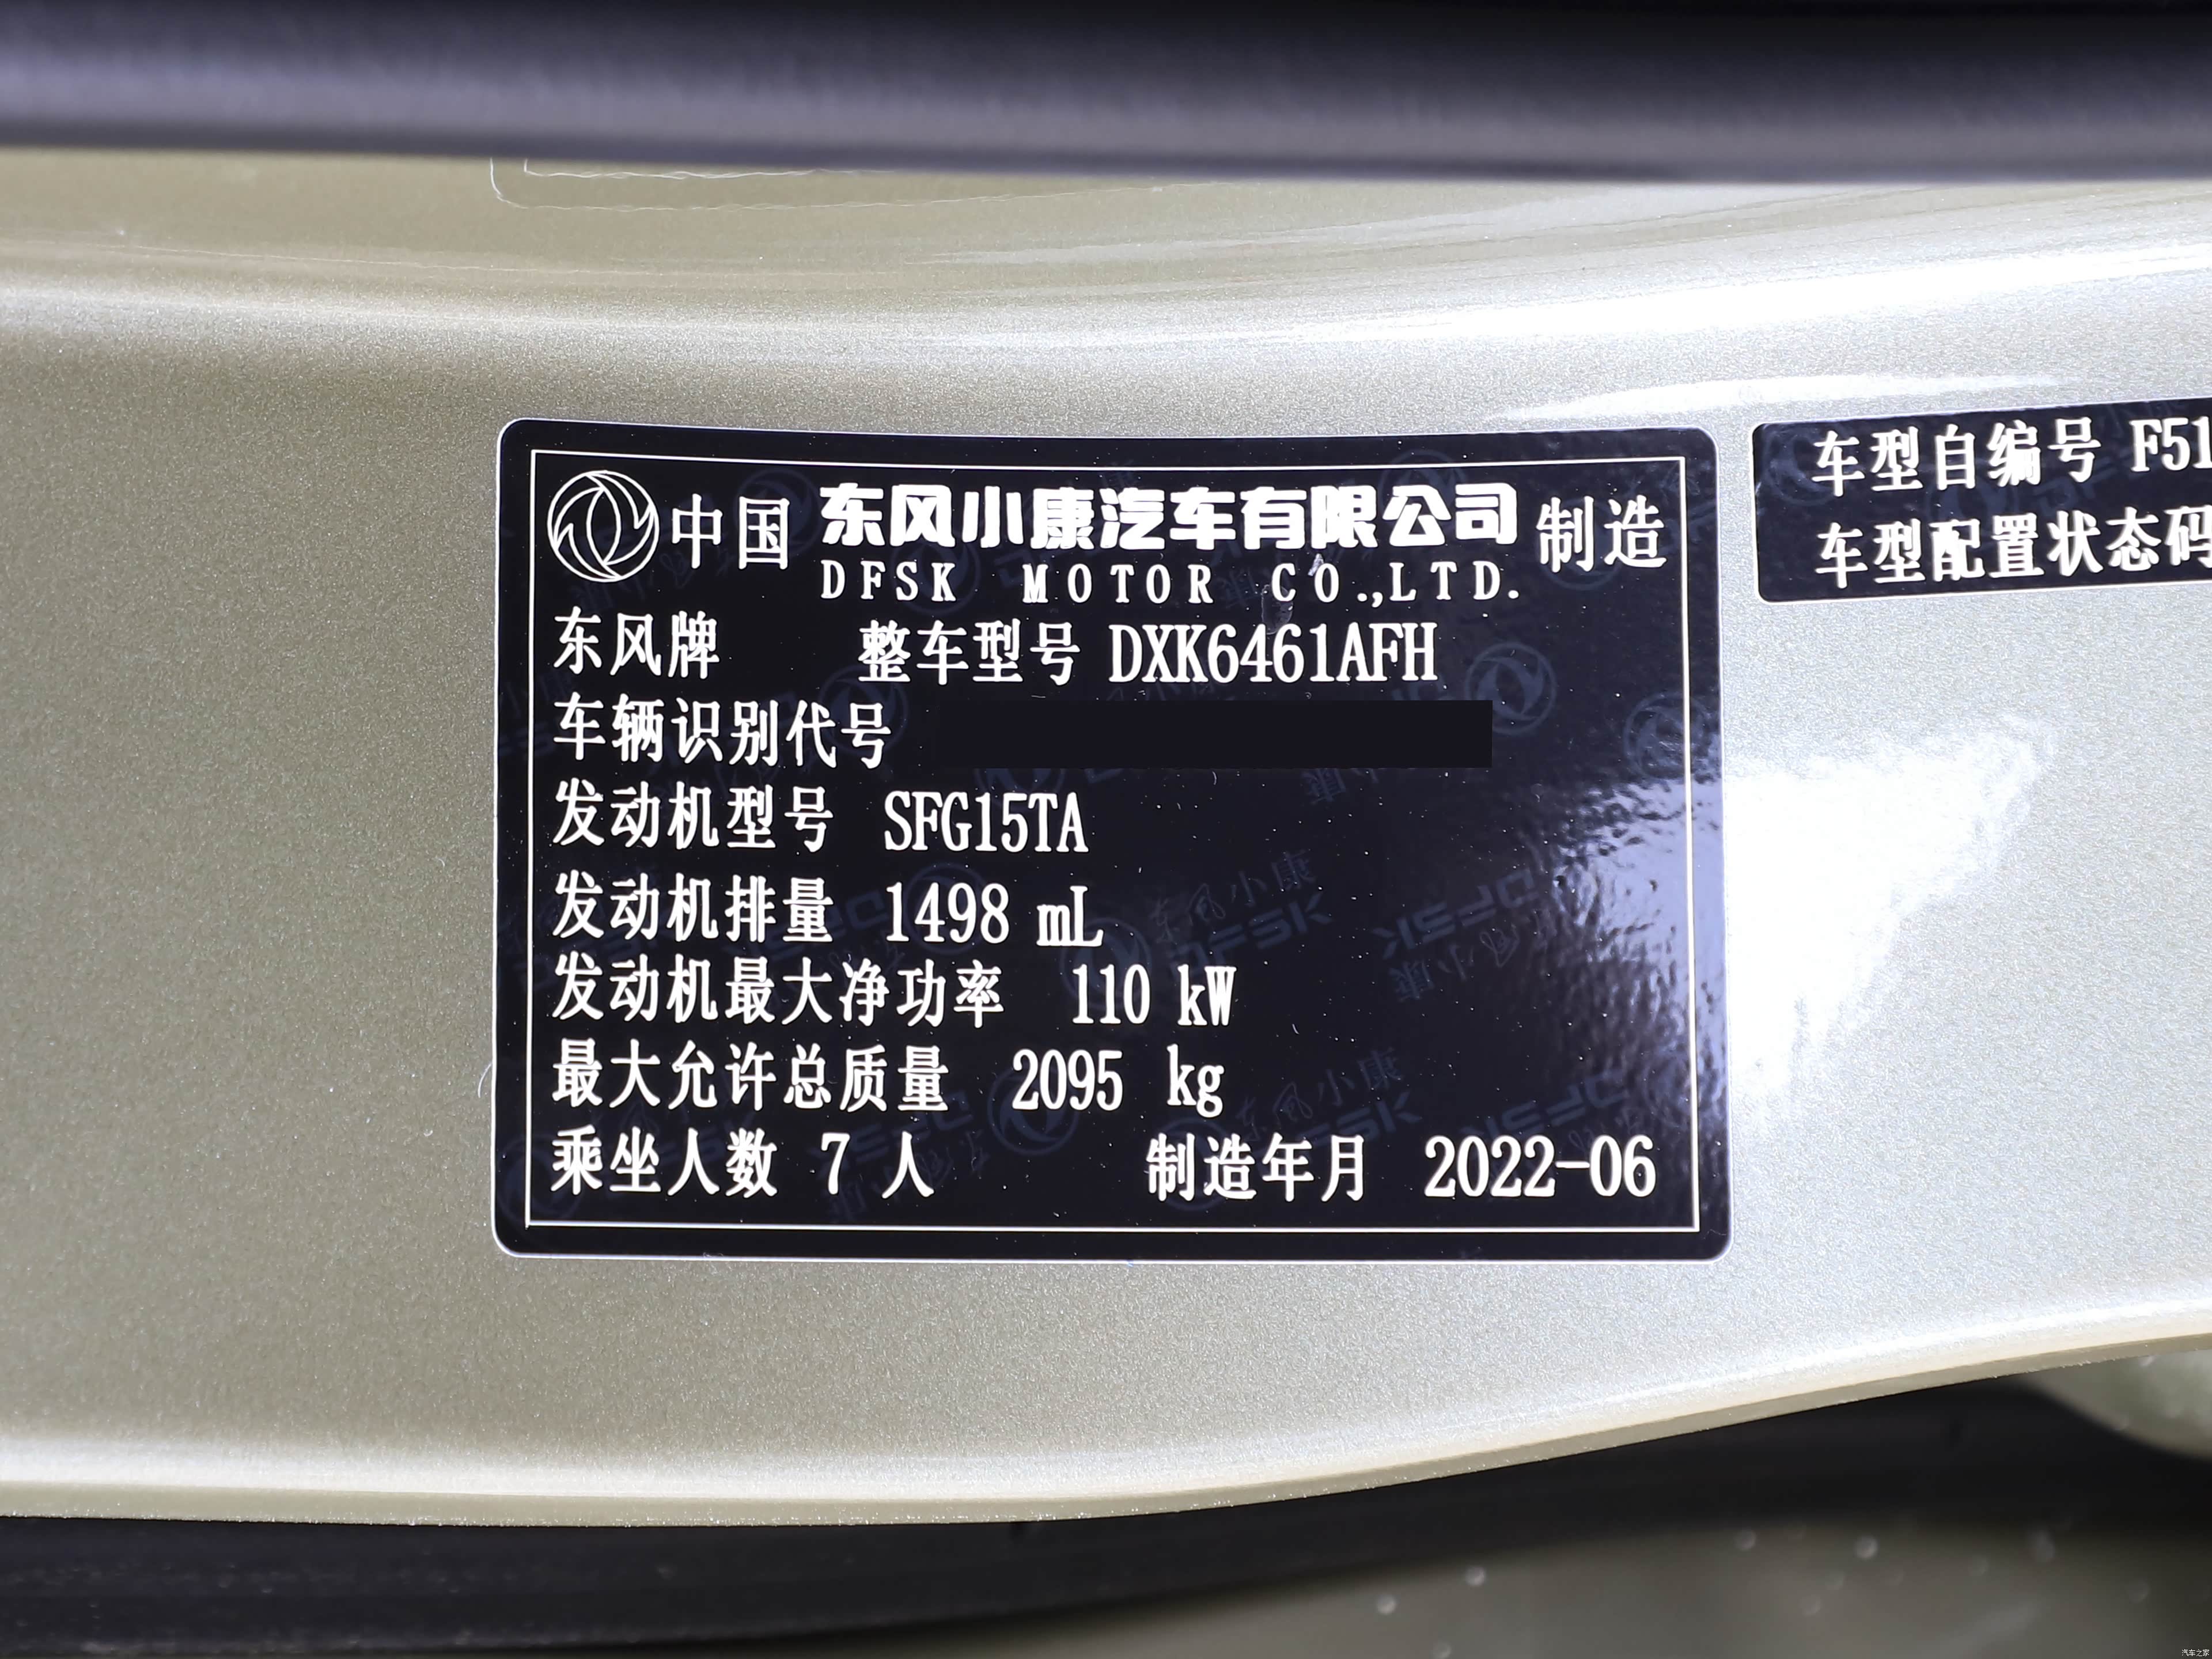 中国 东风小康汽车有限公司 制造
DFSK MOTOR CO.,LTD.
东风牌 整车型号 DXK6461AFH
车辆识别代号
发动机型号 SFG15TA
发动机排量 1498 mL
发动机最大净功率 110 kW
最大允许总质量 2095 kg
乘坐人数 7 人 制造年月 2022-06
车型自编号 F51
车型配置状态码
汽车之家